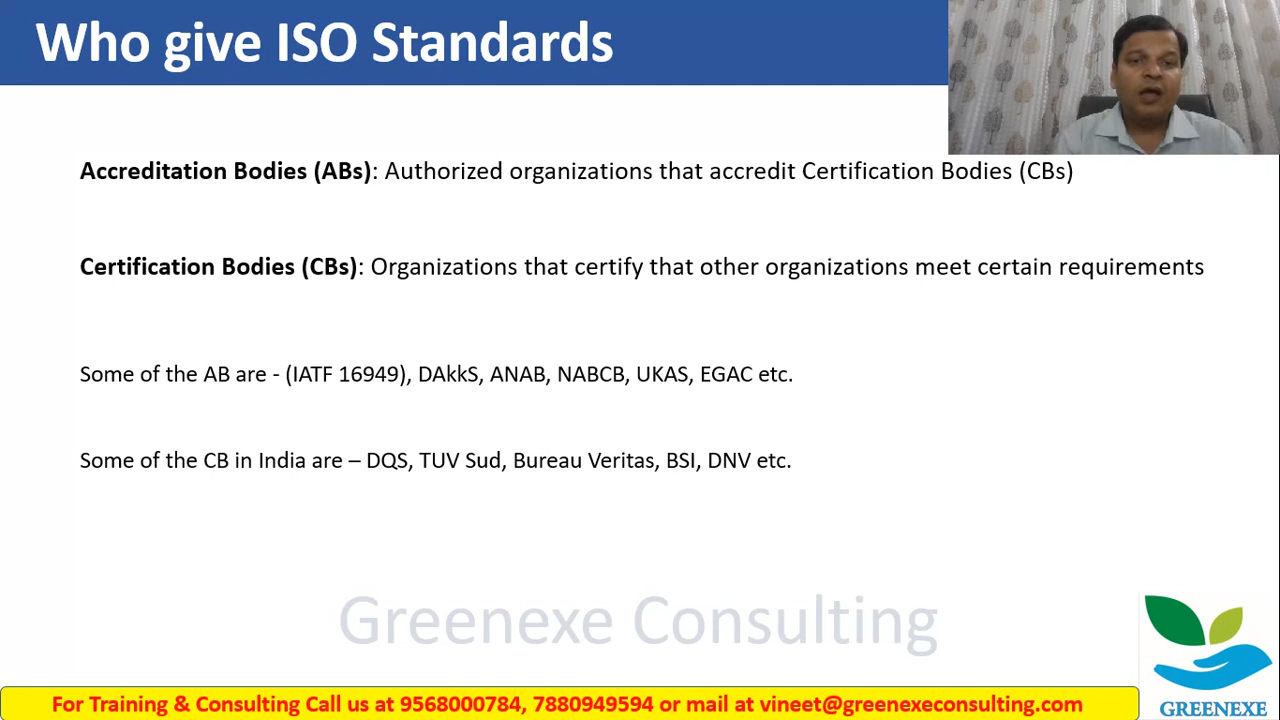 Who give ISO Standards
Accreditation Bodies (ABs): Authorized organizations that accredit Certification Bodies (CBs)
Certification Bodies (CBs): Organizations that certify that other organizations meet certain requirements
Some of the AB are - (IATF 16949), DAkkS, ANAB, NABCB, UKAS, EGAC etc.
Some of the CB in India are – DQS, TUV Sud, Bureau Veritas, BSI, DNV etc.
Greenexe Consulting
For Training & Consulting Call us at 9568000784, 7880949594 or mail at vineet@greenexeconsulting.com
GREENEXE